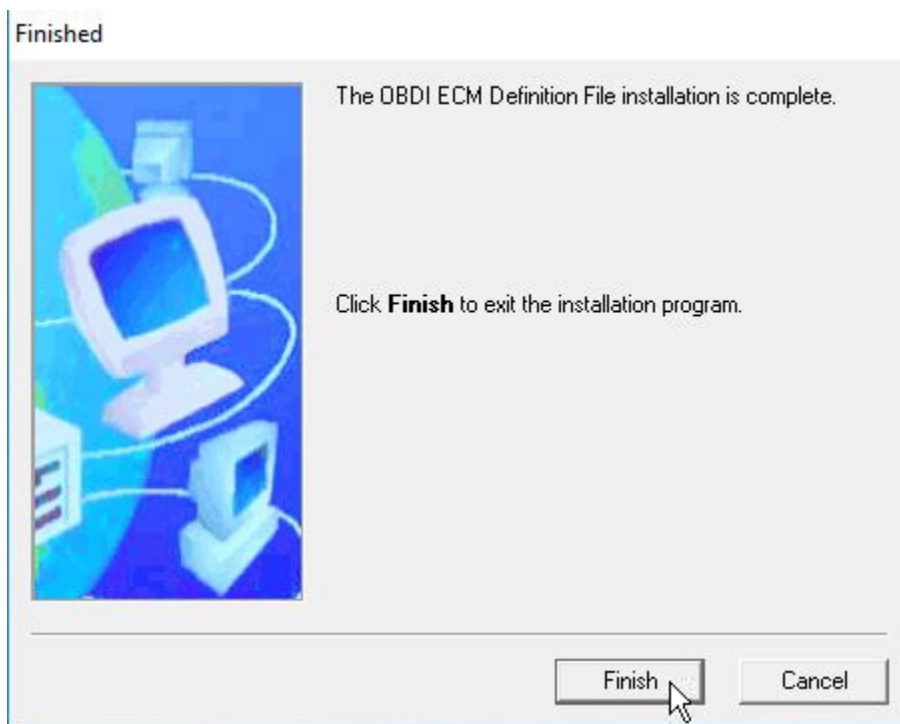 Finished
The OBDI ECM Definition File installation is complete.
Click Finish to exit the installation program.
Finish
Cancel